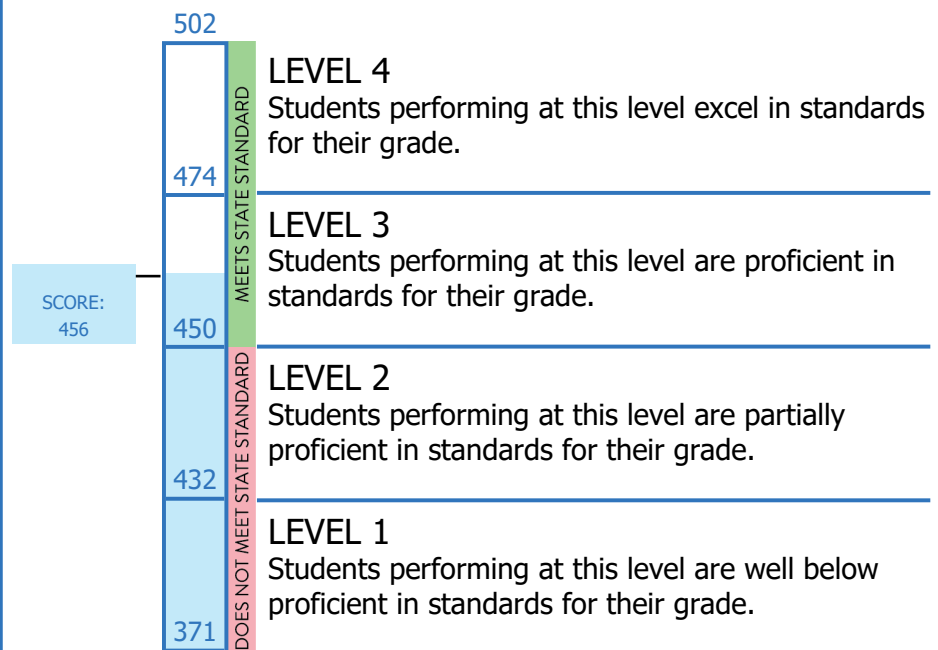 502
LEVEL 4
Students performing at this level excel in standards
for their grade.
474
MEETS STATE STANDARD
LEVEL 3
Students performing at this level are proficient in
standards for their grade.
SCORE:
456
450
LEVEL 2
Students performing at this level are partially
proficient in standards for their grade.
432
DOES NOT MEET STATE STANDARD
LEVEL 1
Students performing at this level are well below
proficient in standards for their grade.
371